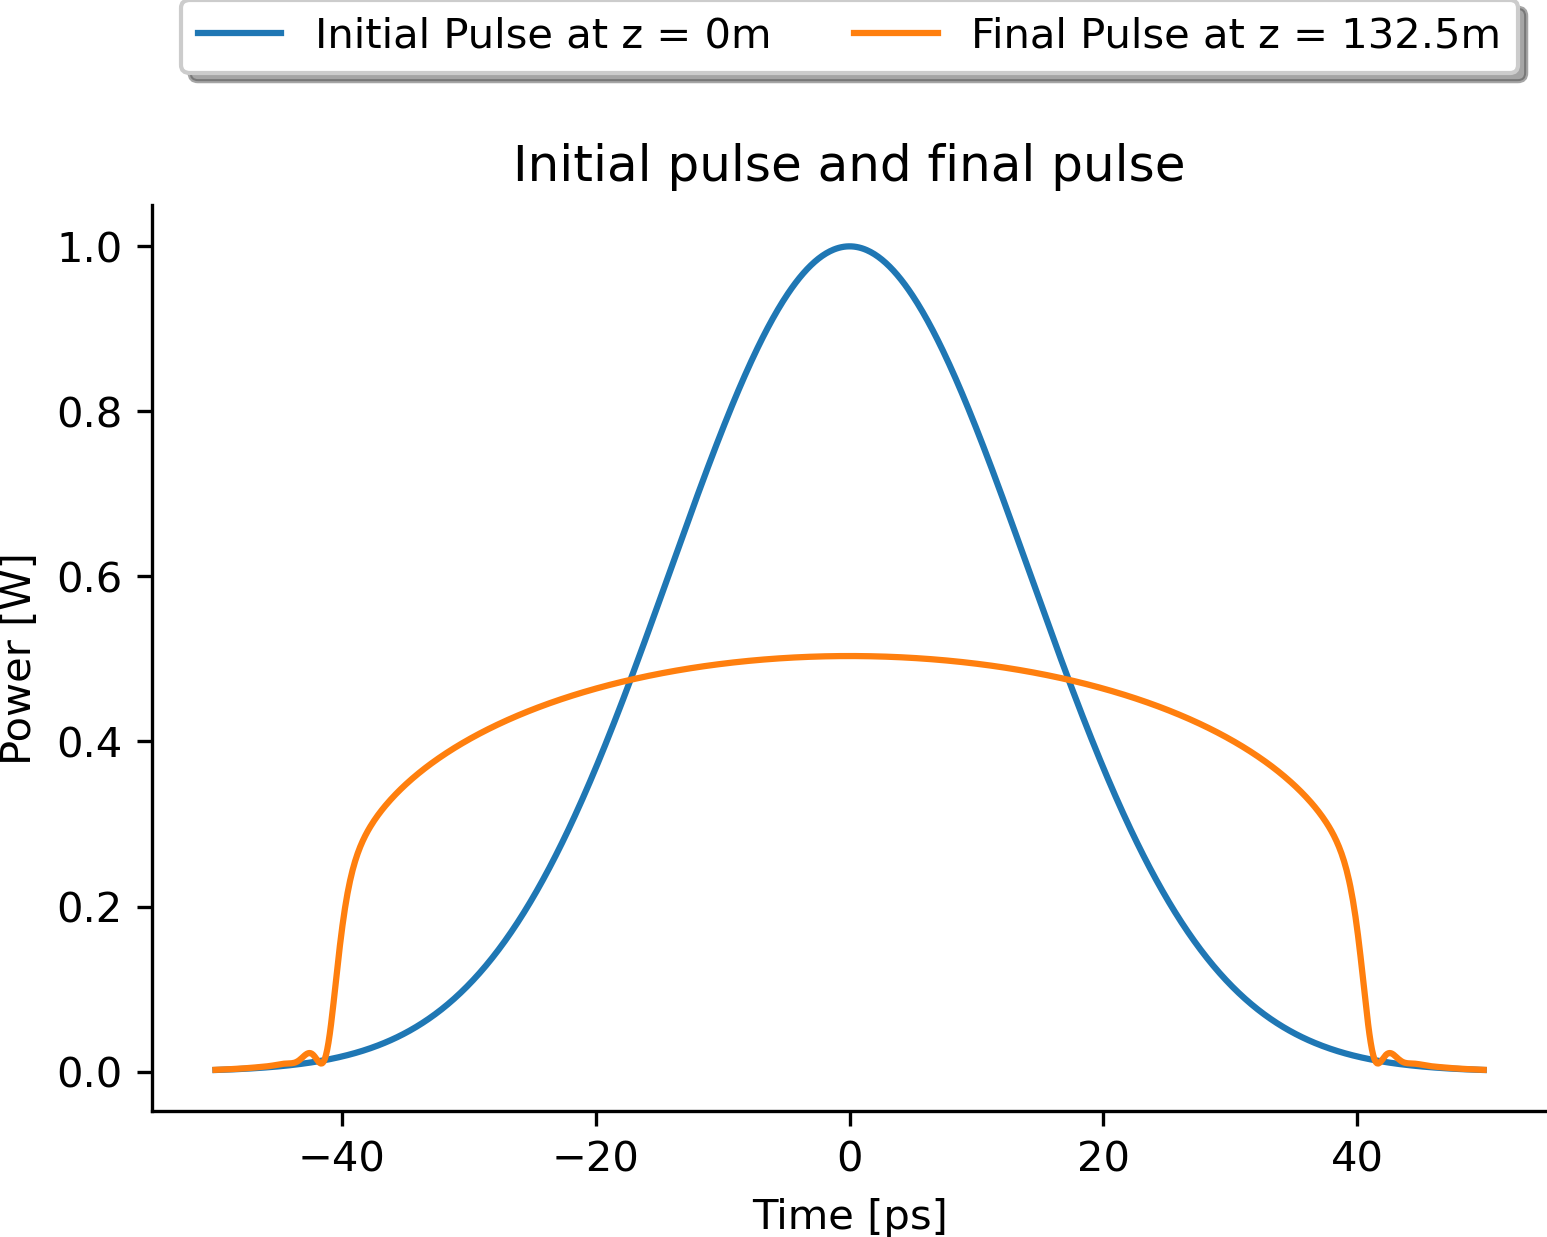 Initial Pulse at z = 0m
Final Pulse at z = 132.5m
Initial pulse and final pulse
1.0
0.8
0.6
0.4
0.2
0.0
Power [W]
−40
−20
0
20
40
Time [ps]